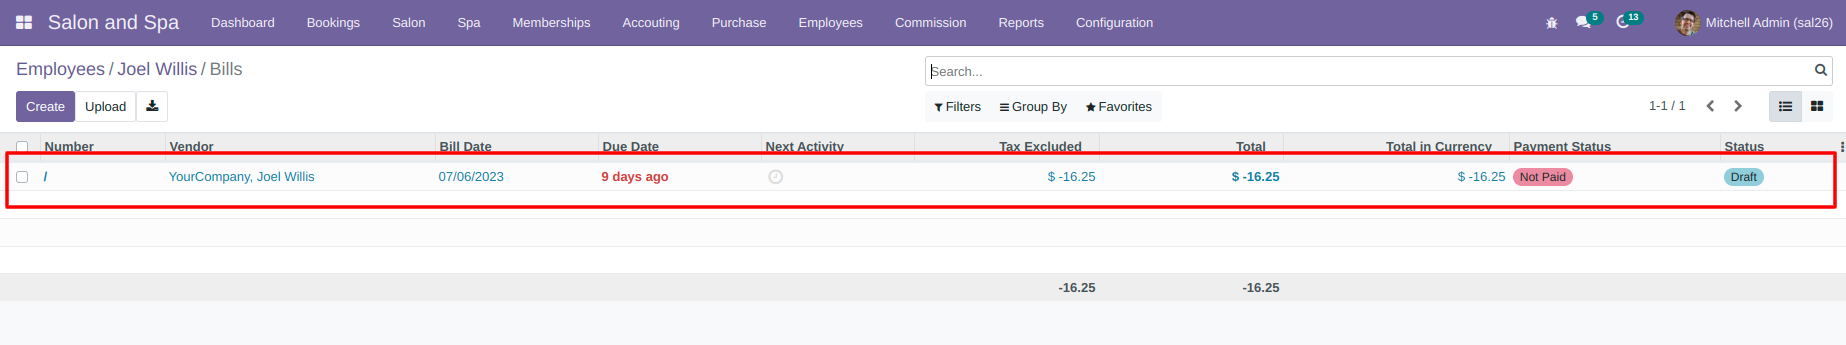 Salon and Spa Dashboard Bookings Salon Spa Memberships Accouting Purchase Employees Commission Reports Configuration 5 13 Mitchell Admin (sal26)
Employees / Joel Willis / Bills
Search...
Create Upload
Filters Group By Favorites
1-1 / 1
Number Vendor Bill Date Due Date Next Activity Tax Excluded Total Total in Currency Payment Status Status
/ YourCompany, Joel Willis 07/06/2023 9 days ago $ -16.25 $ -16.25 $ -16.25 Not Paid Draft
-16.25 -16.25